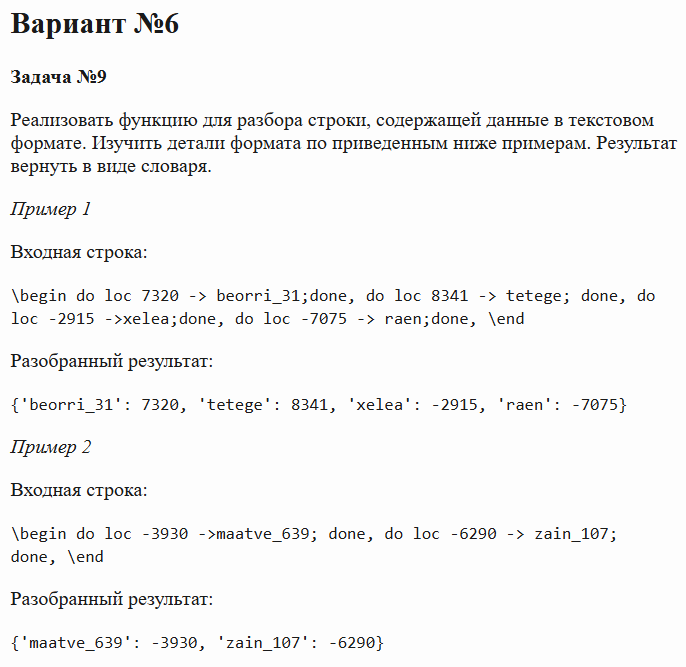 Вариант №6
Задача №9
Реализовать функцию для разбора строки, содержащей данные в текстовом
формате. Изучить детали формата по приведенным ниже примерам. Результат
вернуть в виде словаря.
Пример 1
Входная строка:
\begin do loc 7320 -> beorri_31;done, do loc 8341 -> tetege; done, do
loc -2915 ->xelea;done, do loc -7075 -> raen;done, \end
Разобранный результат:
{'beorri_31': 7320, 'tetege': 8341, 'xelea': -2915, 'raen': -7075}
Пример 2
Входная строка:
\begin do loc -3930 ->maatve_639; done, do loc -6290 -> zain_107;
done, \end
Разобранный результат:
{'maatve_639': -3930, 'zain_107': -6290}